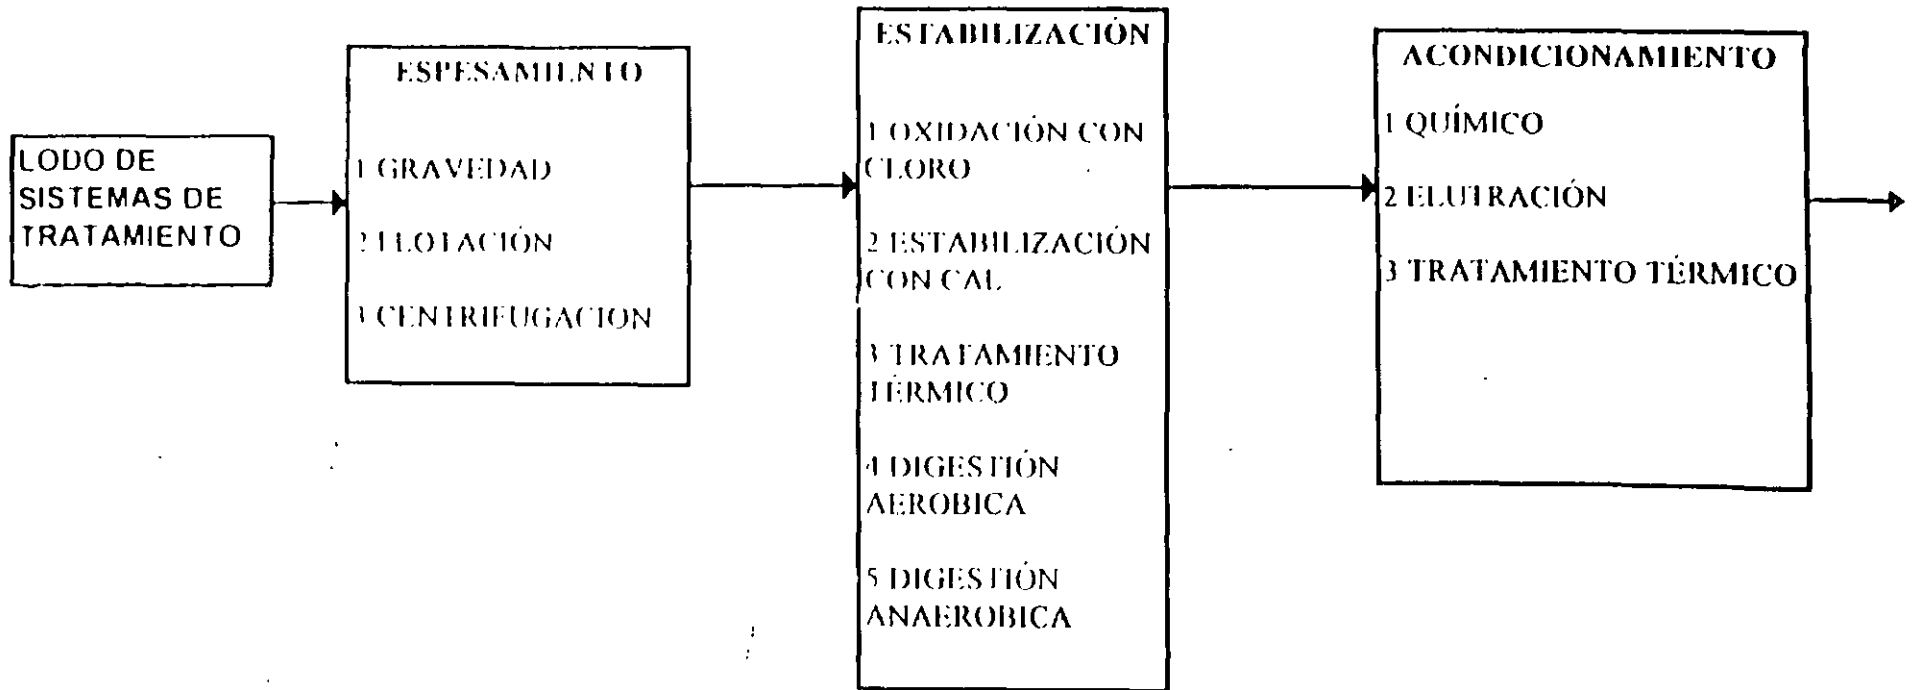 LODO DE
SISTEMAS DE
TRATAMIENTO
ESPESAMIENTO
1 GRAVEDAD
2 FLOTACIÓN
3 CENTRIFUGACION
ESTABILIZACIÓN
1 OXIDACIÓN CON
CLORO
2 ESTABILIZACIÓN
CON CAL
3 TRATAMIENTO
TÉRMICO
4 DIGESTIÓN
AEROBICA
5 DIGESTIÓN
ANAEROBICA
ACONDICIONAMIENTO
1 QUÍMICO
2 ELUTRACIÓN
3 TRATAMIENTO TÉRMICO